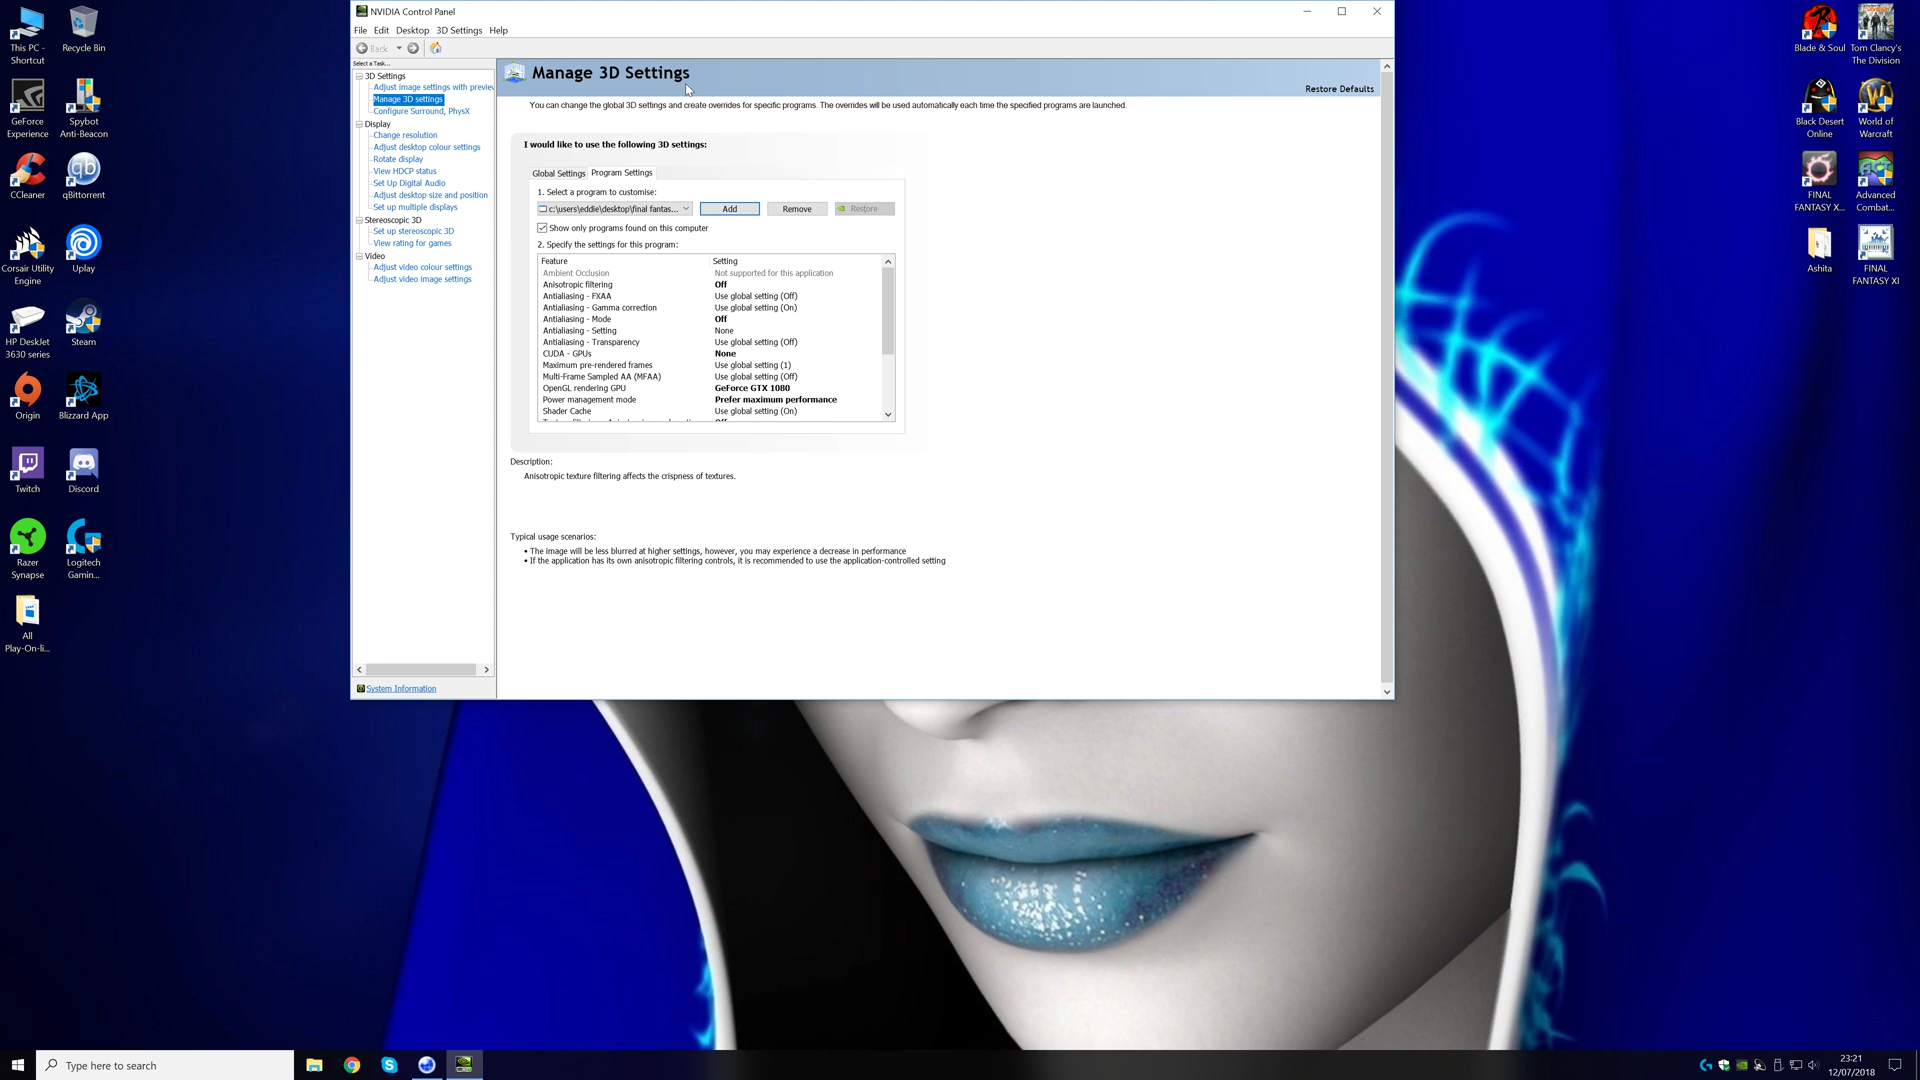 This PC -
Shortcut
Recycle Bin
GeForce
Experience
Spybot
Anti-Beacon
CCleaner
qBittorrent
Corsair Utility
Engine
Uplay
HP DeskJet
3630 series
Steam
Origin
Blizzard App
Twitch
Discord
Razer
Synapse
Logitech
Gamin...
All
Play-On-li...
NVIDIA Control Panel
File Edit Desktop 3D Settings Help
Back
Select a Task...
3D Settings
Adjust image settings with preview
Manage 3D settings
Configure Surround, PhysX
Display
Change resolution
Adjust desktop colour settings
Rotate display
View HDCP status
Set Up Digital Audio
Adjust desktop size and position
Set up multiple displays
Stereoscopic 3D
Set up stereoscopic 3D
View rating for games
Video
Adjust video colour settings
Adjust video image settings
System Information
Manage 3D Settings
Restore Defaults
You can change the global 3D settings and create overrides for specific programs. The overrides will be used automatically each time the specified programs are launched.
I would like to use the following 3D settings:
Global Settings Program Settings
1. Select a program to customise:
c:\users\eddie\desktop\final fantas... Add Remove Restore
Show only programs found on this computer
2. Specify the settings for this program:
Feature Setting
Ambient Occlusion Not supported for this application
Anisotropic filtering Off
Antialiasing - FXAA Use global setting (Off)
Antialiasing - Gamma correction Use global setting (On)
Antialiasing - Mode Off
Antialiasing - Setting None
Antialiasing - Transparency Use global setting (Off)
CUDA - GPUs None
Maximum pre-rendered frames Use global setting (1)
Multi-Frame Sampled AA (MFAA) Use global setting (Off)
OpenGL rendering GPU GeForce GTX 1080
Power management mode Prefer maximum performance
Shader Cache Use global setting (On)
Description:
Anisotropic texture filtering affects the crispness of textures.
Typical usage scenarios:
• The image will be less blurred at higher settings, however, you may experience a decrease in performance
• If the application has its own anisotropic filtering controls, it is recommended to use the application-controlled setting
Blade & Soul
Tom Clancy's
The Division
Black Desert
Online
World of
Warcraft
FINAL
FANTASY X...
Advanced
Combat...
Ashita
FINAL
FANTASY XI
Type here to search
23:21
12/07/2018